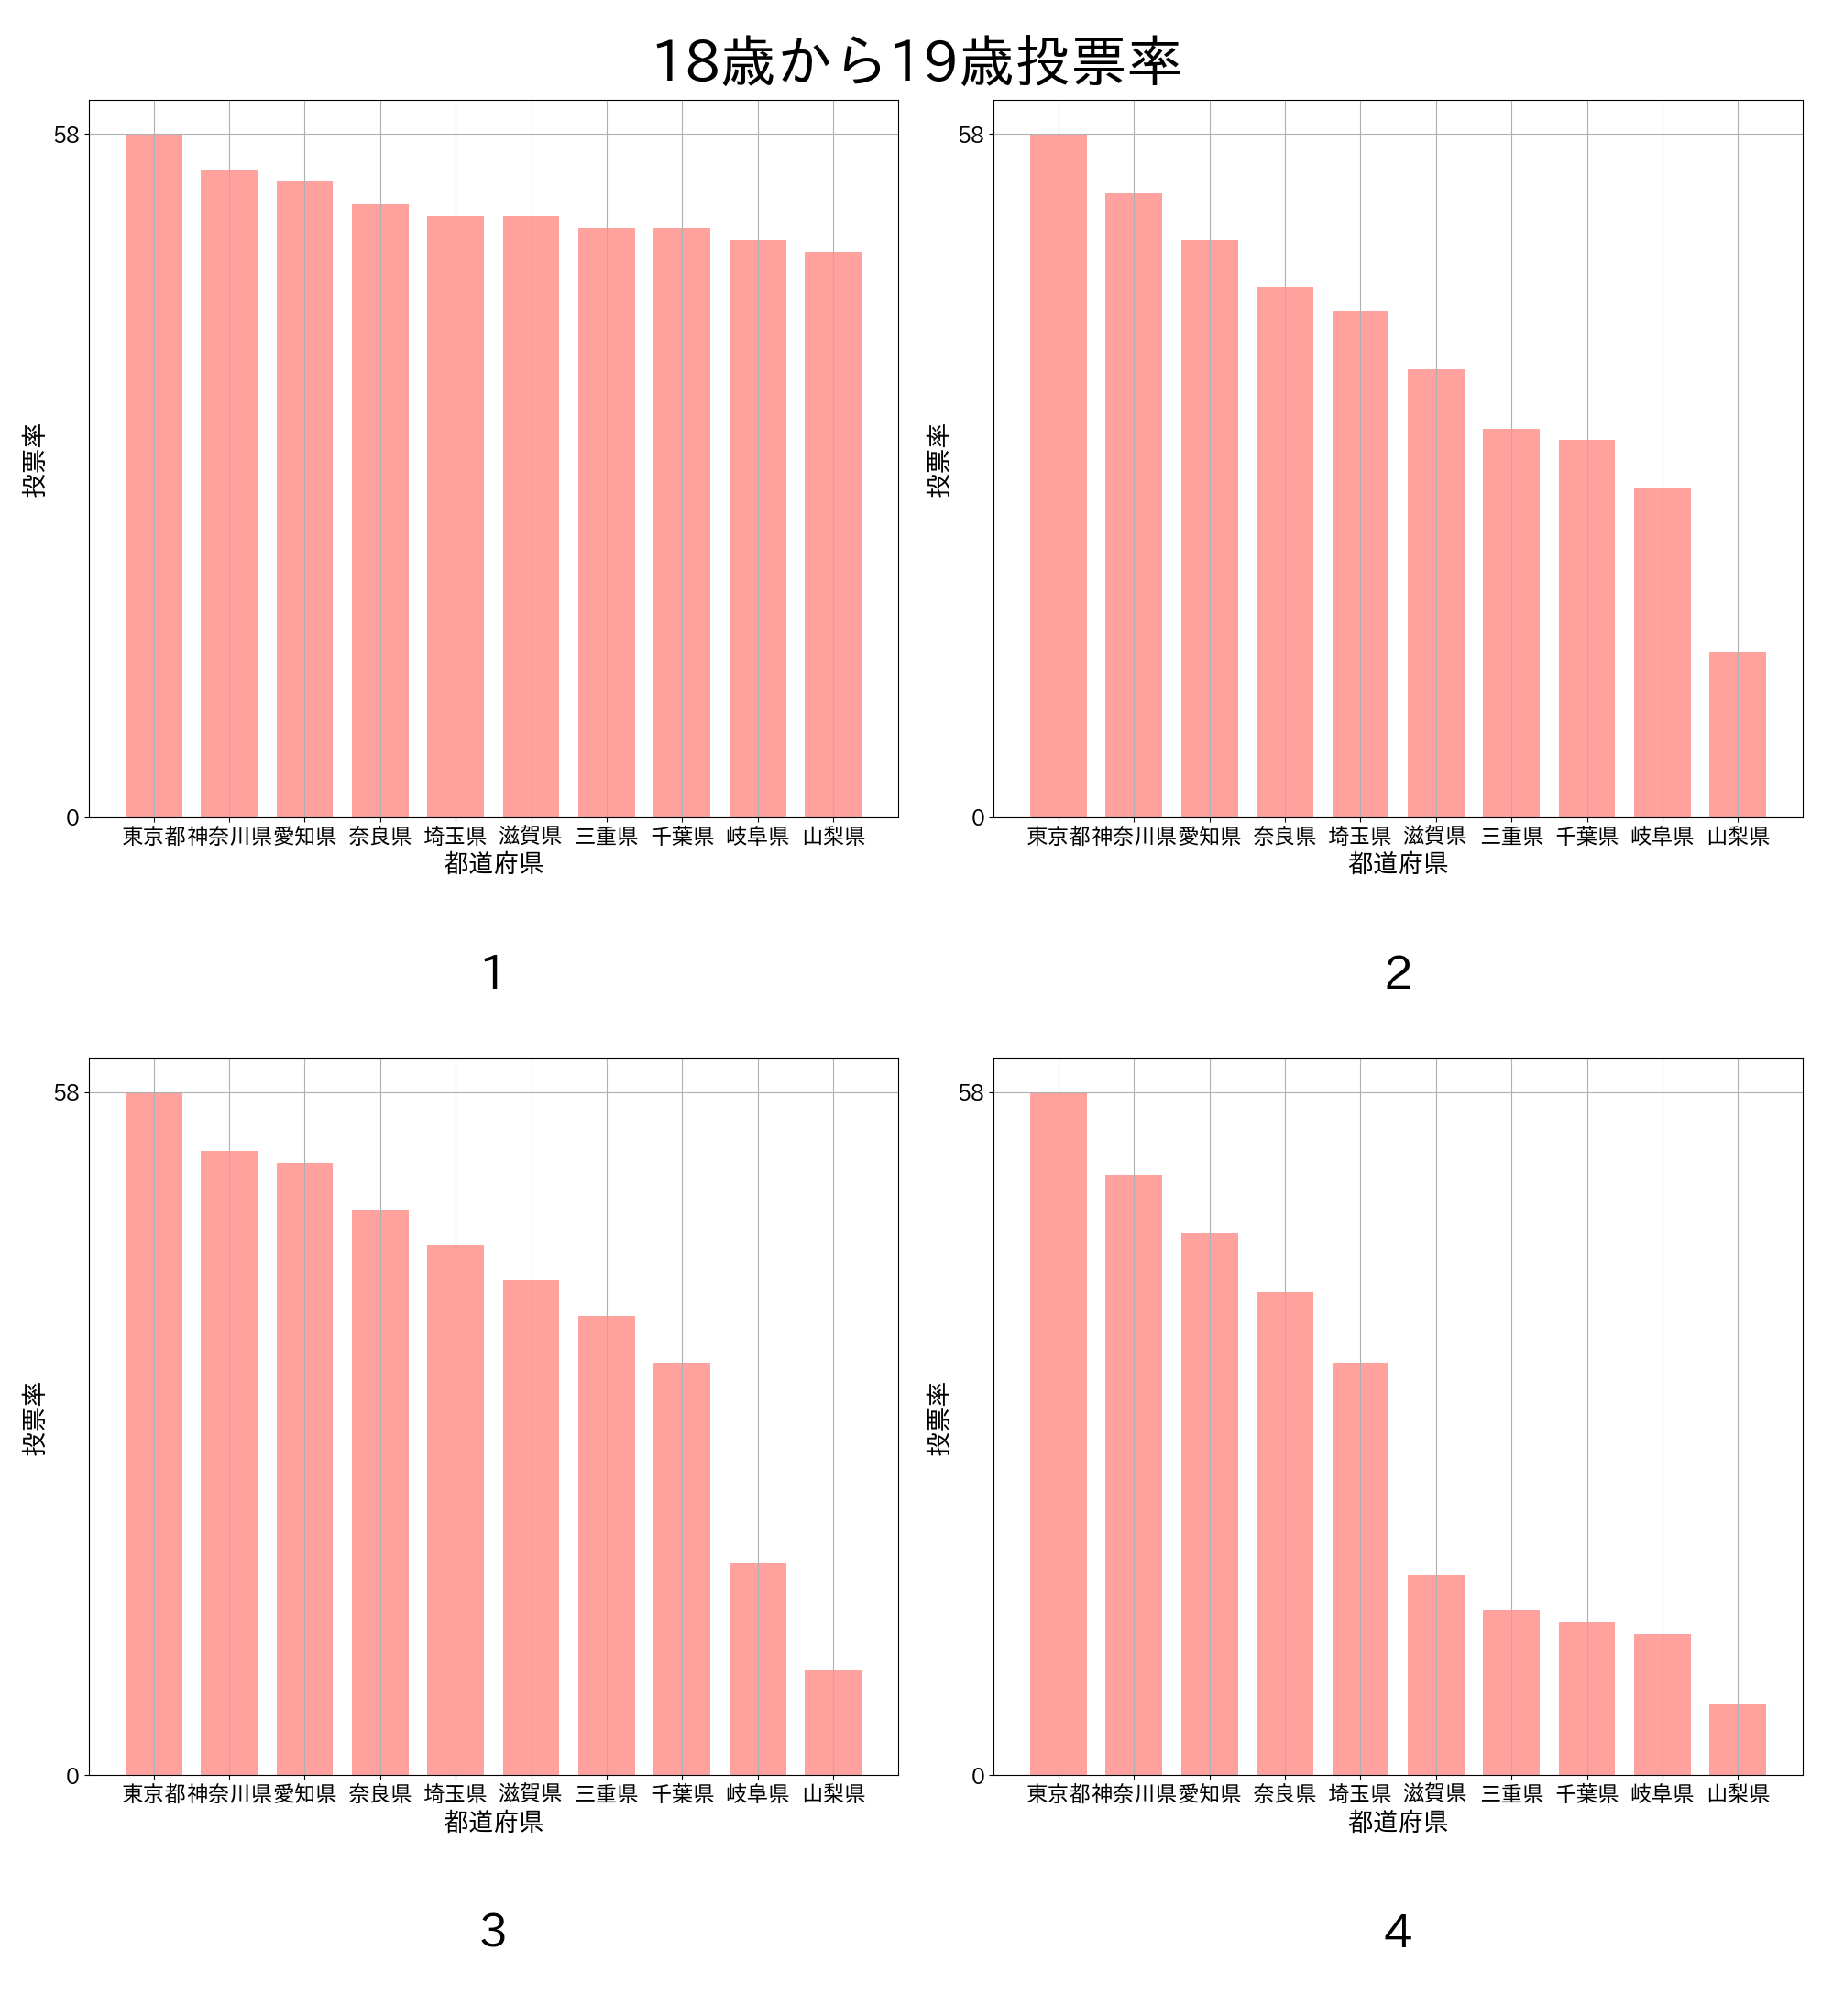 18歳から19歳投票率
58
0
投票率
東京都 神奈川県 愛知県 奈良県 埼玉県 滋賀県 三重県 千葉県 岐阜県 山梨県
都道府県
1
58
0
投票率
東京都 神奈川県 愛知県 奈良県 埼玉県 滋賀県 三重県 千葉県 岐阜県 山梨県
都道府県
2
58
0
投票率
東京都 神奈川県 愛知県 奈良県 埼玉県 滋賀県 三重県 千葉県 岐阜県 山梨県
都道府県
3
58
0
投票率
東京都 神奈川県 愛知県 奈良県 埼玉県 滋賀県 三重県 千葉県 岐阜県 山梨県
都道府県
4